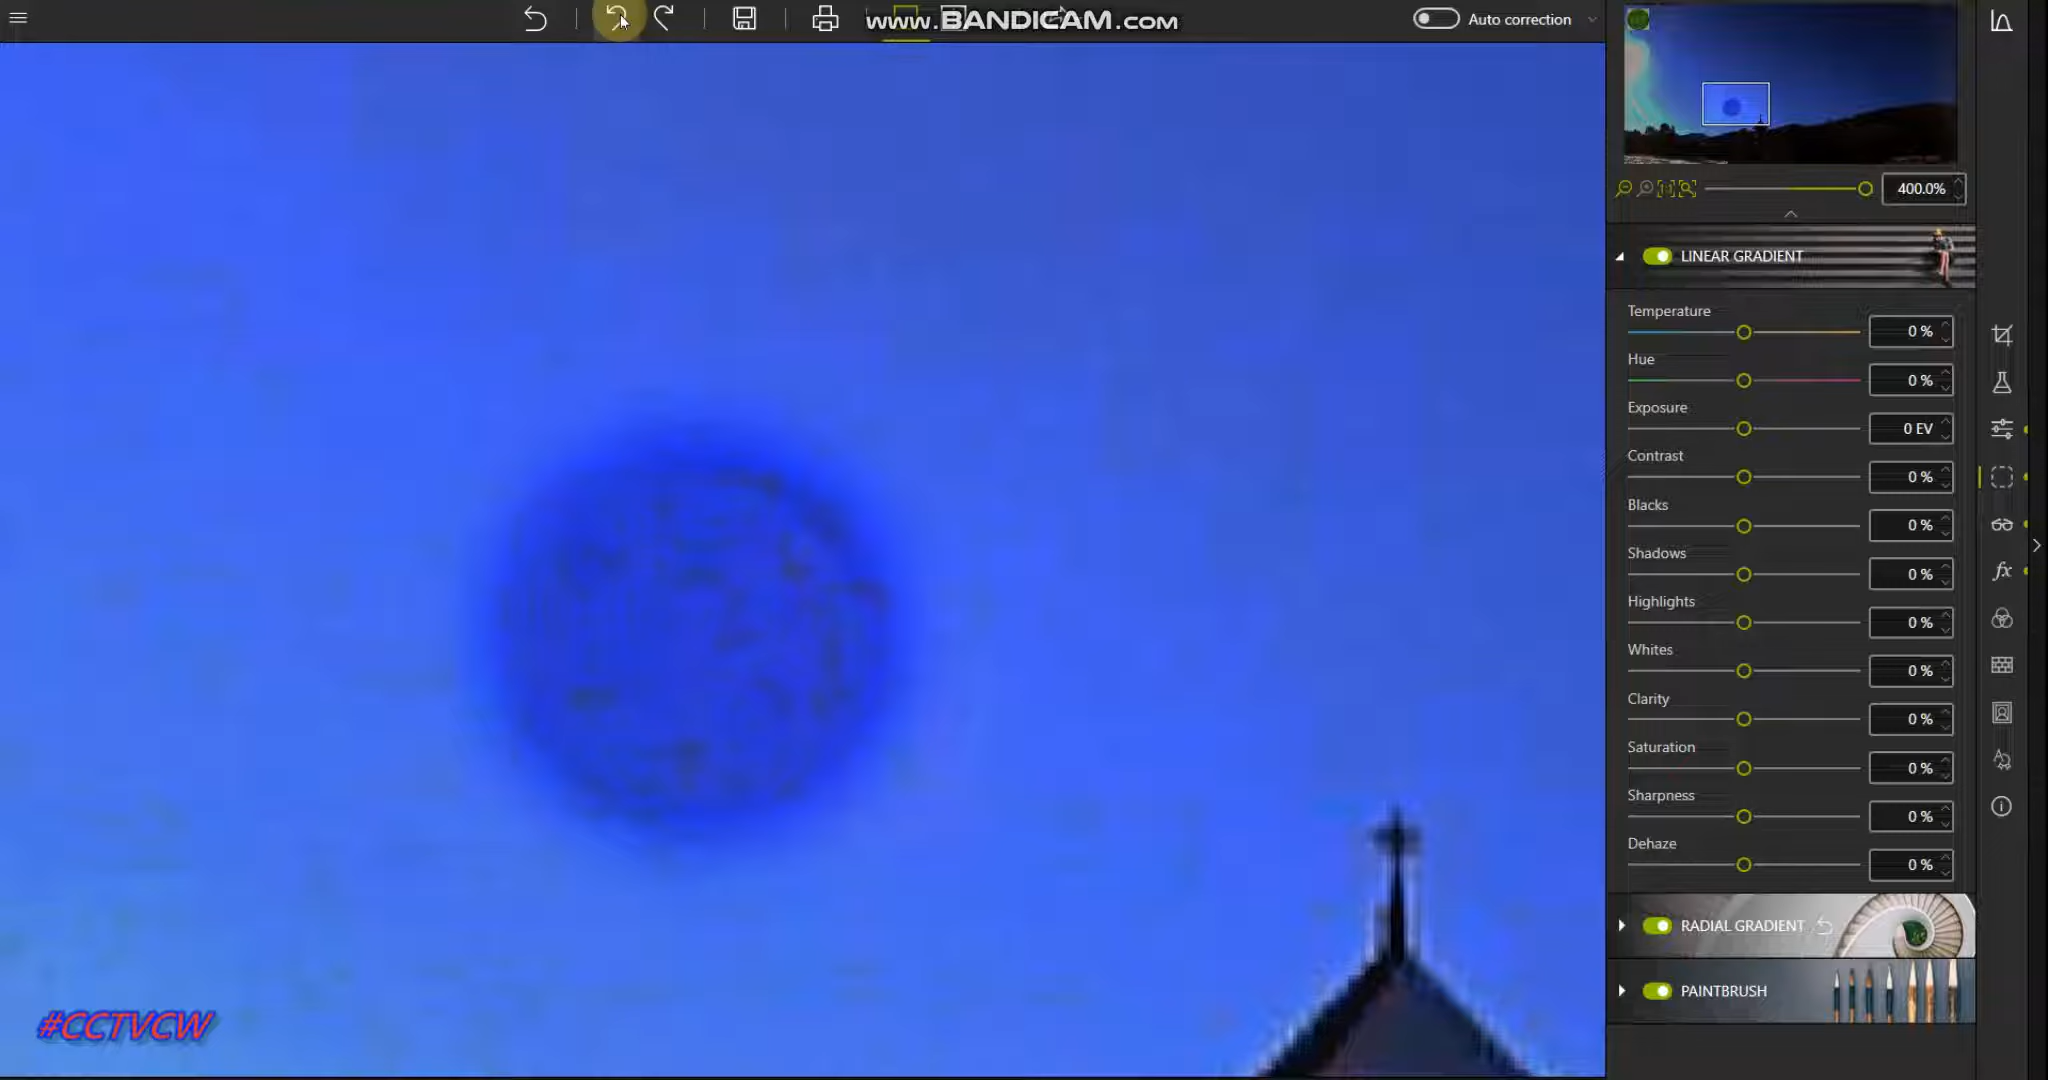 www.BANDICAM.com
Auto correction
400.0%
LINEAR GRADIENT
Temperature
0 %
Hue
0 %
Exposure
0 EV
Contrast
0 %
Blacks
0 %
Shadows
0 %
Highlights
0 %
Whites
0 %
Clarity
0 %
Saturation
0 %
Sharpness
0 %
Dehaze
0 %
RADIAL GRADIENT
PAINTBRUSH
#CCTVCW